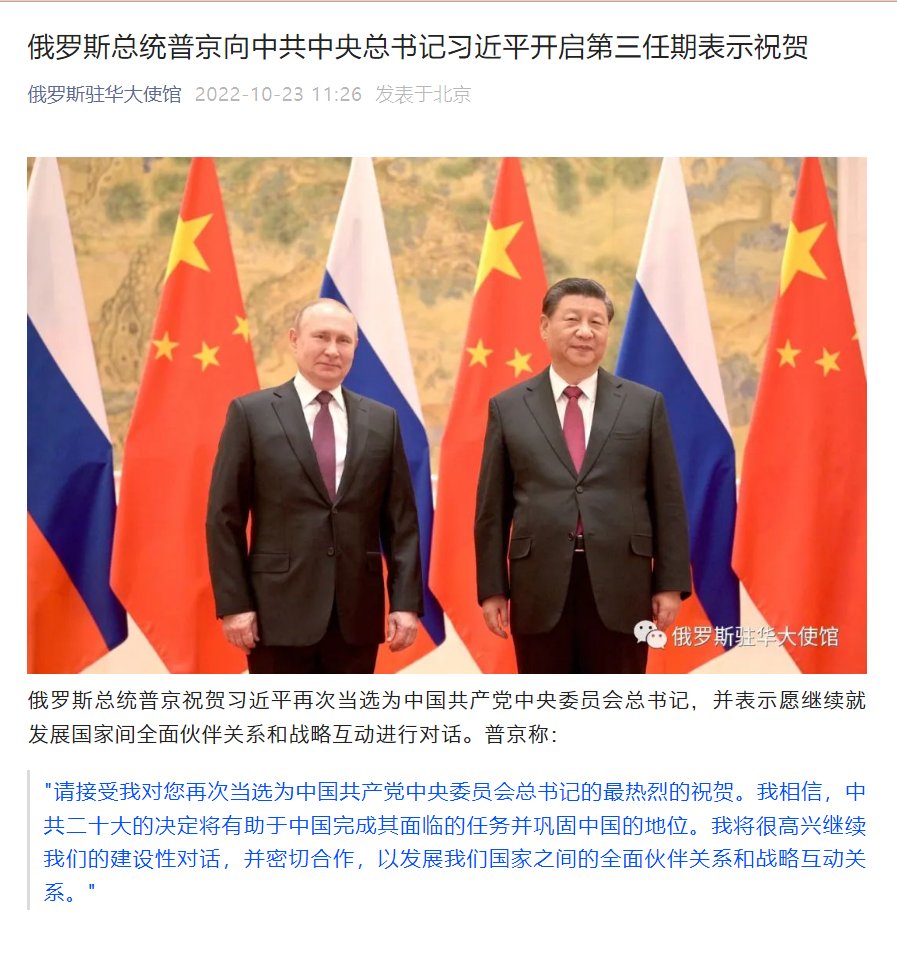 俄罗斯总统普京向中共中央总书记习近平开启第三任期表示祝贺
俄罗斯驻华大使馆 2022-10-23 11:26 发表于北京
俄罗斯驻华大使馆
俄罗斯总统普京祝贺习近平再次当选为中国共产党中央委员会总书记，并表示愿继续就
发展国家间全面伙伴关系和战略互动进行对话。普京称：
"请接受我对您再次当选为中国共产党中央委员会总书记的最热烈的祝贺。我相信，中
共二十大的决定将有助于中国完成其面临的任务并巩固中国的地位。我将很高兴继续
我们的建设性对话，并密切合作，以发展我们国家之间的全面伙伴关系和战略互动关
系。"